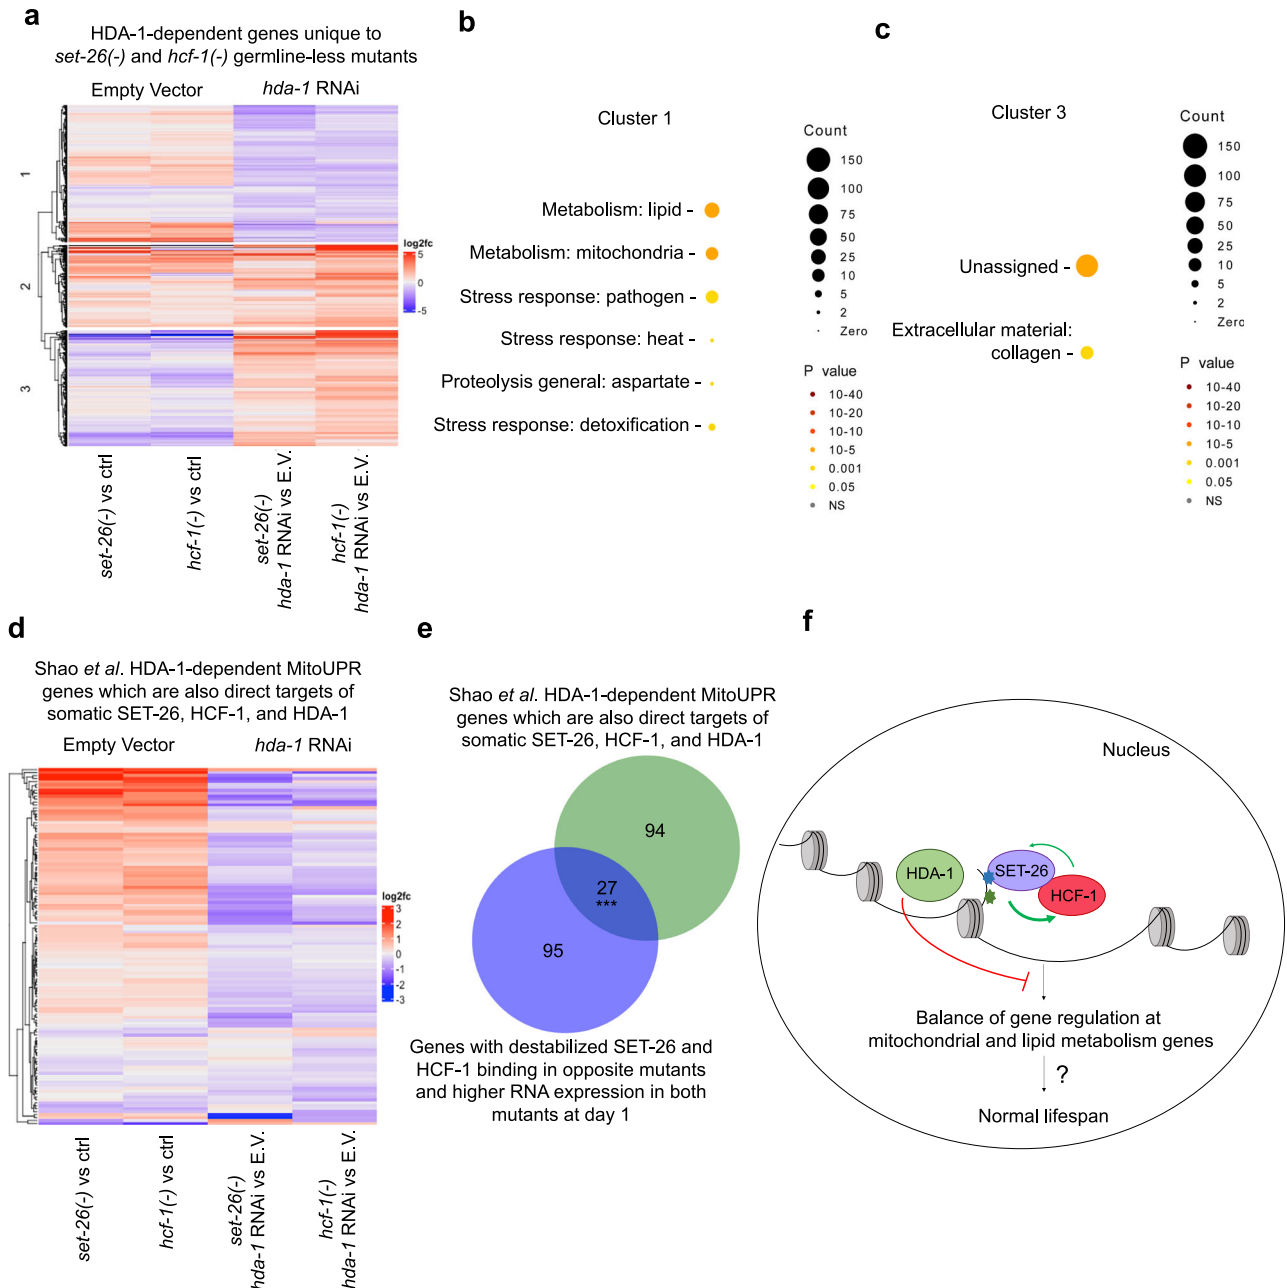 a
HDA-1-dependent genes unique to
set-26(-) and hcf-1(-) germline-less mutants
Empty Vector
hda-1 RNAi
1
2
3
log2fc
5
0
-5
set-26(-) vs ctrl
hcf-1(-) vs ctrl
set-26(-)
hda-1 RNAi vs E.V.
hcf-1(-)
hda-1 RNAi vs E.V.
b
Cluster 1
Metabolism: lipid -
Metabolism: mitochondria -
Stress response: pathogen -
Stress response: heat -
Proteolysis general: aspartate -
Stress response: detoxification -
Count
150
100
75
50
25
10
5
2
Zero
P value
10-40
10-20
10-10
10-5
0.001
0.05
NS
c
Cluster 3
Unassigned -
Extracellular material:
collagen -
Count
150
100
75
50
25
10
5
2
Zero
P value
10-40
10-20
10-10
10-5
0.001
0.05
NS
d
Shao et al. HDA-1-dependent MitoUPR
genes which are also direct targets of
somatic SET-26, HCF-1, and HDA-1
Empty Vector
hda-1 RNAi
log2fc
3
2
1
0
-1
-2
-3
set-26(-) vs ctrl
hcf-1(-) vs ctrl
set-26(-)
hda-1 RNAi vs E.V.
hcf-1(-)
hda-1 RNAi vs E.V.
e
Shao et al. HDA-1-dependent MitoUPR
genes which are also direct targets of
somatic SET-26, HCF-1, and HDA-1
94
27
***
95
Genes with destabilized SET-26 and
HCF-1 binding in opposite mutants
and higher RNA expression in both
mutants at day 1
f
Nucleus
HDA-1
SET-26
HCF-1
Balance of gene regulation at
mitochondrial and lipid metabolism genes
?
Normal lifespan